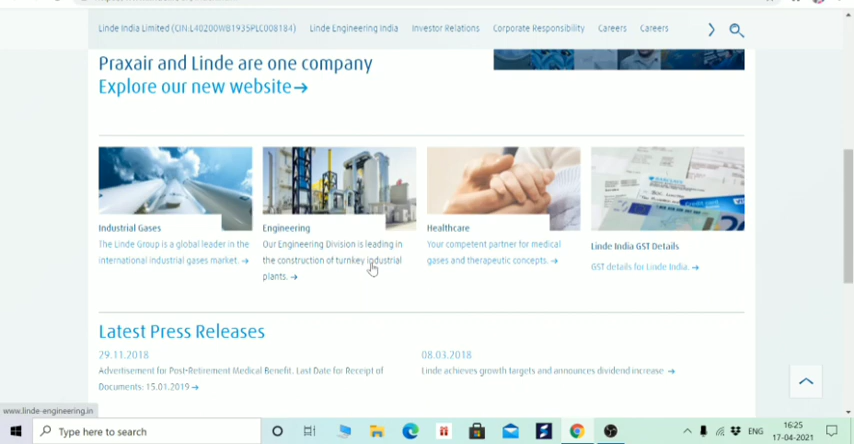 Linde India Limited (CIN.L40200WB1935PLC008184) Linde Engineering India Investor Relations Corporate Responsibility Careers Careers
Praxair and Linde are one company
Explore our new website→
Industrial Gases
The Linde Group is a global leader in the
international industrial gases market. →
Engineering
Our Engineering Division is leading in
the construction of turnkey industrial
plants. →
Healthcare
Your competent partner for medical
gases and therapeutic concepts. →
Linde India GST Details
GST details for Linde India. →
Latest Press Releases
29.11.2018
Advertisement for Post-Retirement Medical Benefit. Last Date for Receipt of
Documents: 15.01.2019 →
08.03.2018
Linde achieves growth targets and announces dividend increase →
www.linde-engineering.in
Type here to search
ENG
16:25
17-04-2021